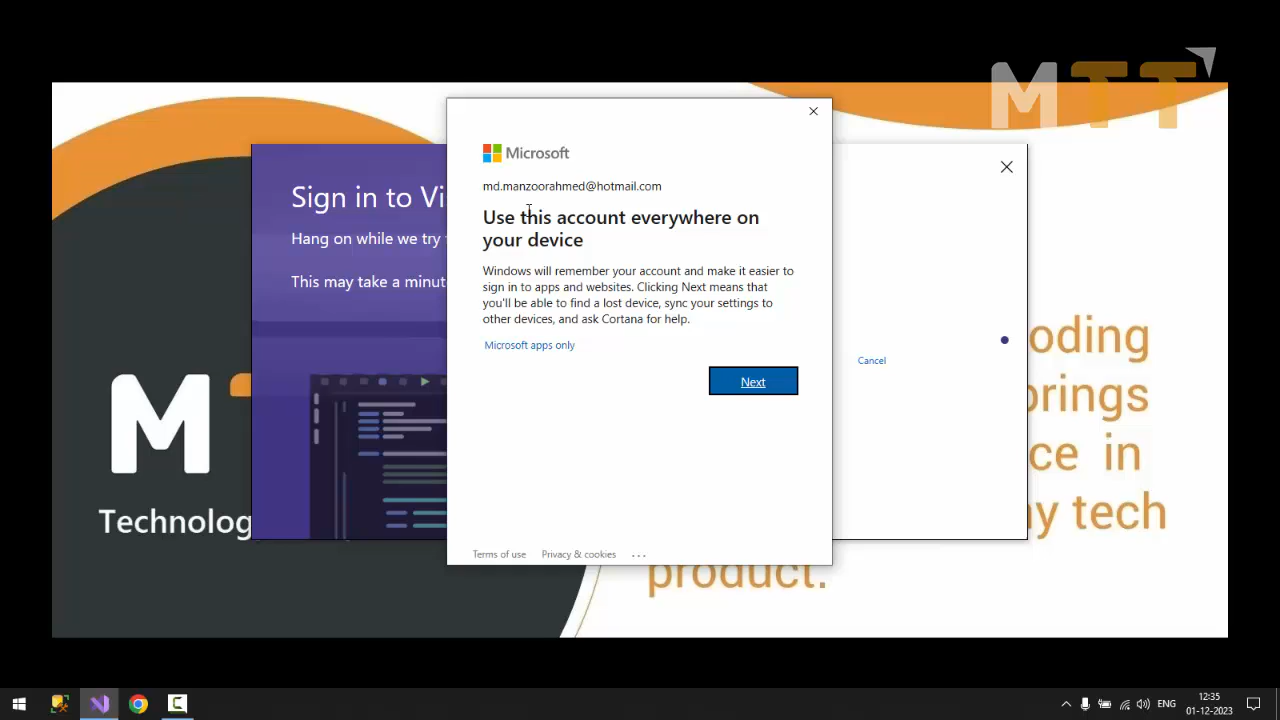 MTT
Microsoft
md.manzoorahmed@hotmail.com
Sign in to Vi
Use this account everywhere on
your device
Hang on while we try
This may take a minut
Windows will remember your account and make it easier to
sign in to apps and websites. Clicking Next means that
you'll be able to find a lost device, sync your settings to
other devices, and ask Cortana for help.
Microsoft apps only
Next
Cancel
Terms of use Privacy & cookies ...
M
Technolog
oding
orings
ce in
ny tech
product.
ENG
12:35
01-12-2023